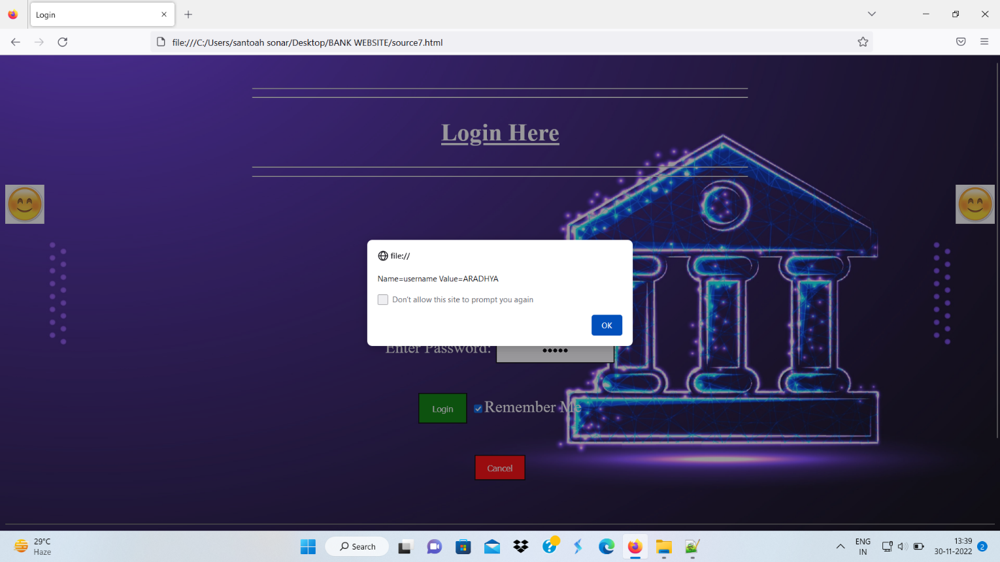 Login
file:///C:/Users/santoah sonar/Desktop/BANK WEBSITE/source7.html
Login Here
file://
Name=username Value=ARADHYA
Don't allow this site to prompt you again
OK
Enter Password:
Login
Remember Me
Cancel
29°C
Haze
Search
ENG
IN
13:39
30-11-2022
2